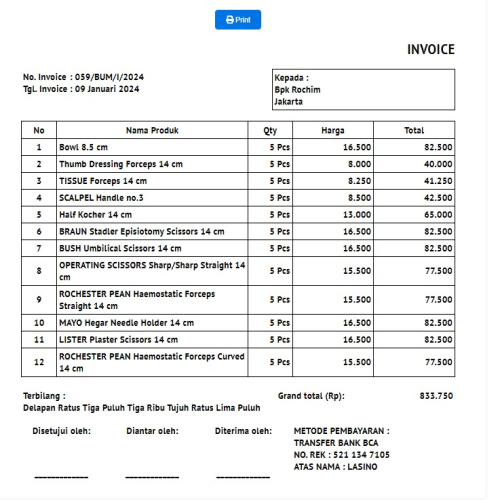 Print
INVOICE
No. Invoice : 059/BUM/I/2024
Tgl. Invoice : 09 Januari 2024
Kepada :
Bpk Rochim
Jakarta
No Nama Produk Qty Harga Total
1 Bowl 8.5 cm 5 Pcs 16.500 82.500
2 Thumb Dressing Forceps 14 cm 5 Pcs 8.000 40.000
3 TISSUE Forceps 14 cm 5 Pcs 8.250 41.250
4 SCALPEL Handle no.3 5 Pcs 8.500 42.500
5 Half Kocher 14 cm 5 Pcs 13.000 65.000
6 BRAUN Stadler Episiotomy Scissors 14 cm 5 Pcs 16.500 82.500
7 BUSH Umbilical Scissors 14 cm 5 Pcs 16.500 82.500
8 OPERATING SCISSORS Sharp/Sharp Straight 14
cm 5 Pcs 15.500 77.500
9 ROCHESTER PEAN Haemostatic Forceps
Straight 14 cm 5 Pcs 15.500 77.500
10 MAYO Hegar Needle Holder 14 cm 5 Pcs 16.500 82.500
11 LISTER Plaster Scissors 14 cm 5 Pcs 16.500 82.500
12 ROCHESTER PEAN Haemostatic Forceps Curved
14 cm 5 Pcs 15.500 77.500
Terbilang : Grand total (Rp): 833.750
Delapan Ratus Tiga Puluh Tiga Ribu Tujuh Ratus Lima Puluh
Disetujui oleh: Diantar oleh: Diterima oleh:
METODE PEMBAYARAN :
TRANSFER BANK BCA
NO. REK : 521 134 7105
ATAS NAMA : LASINO